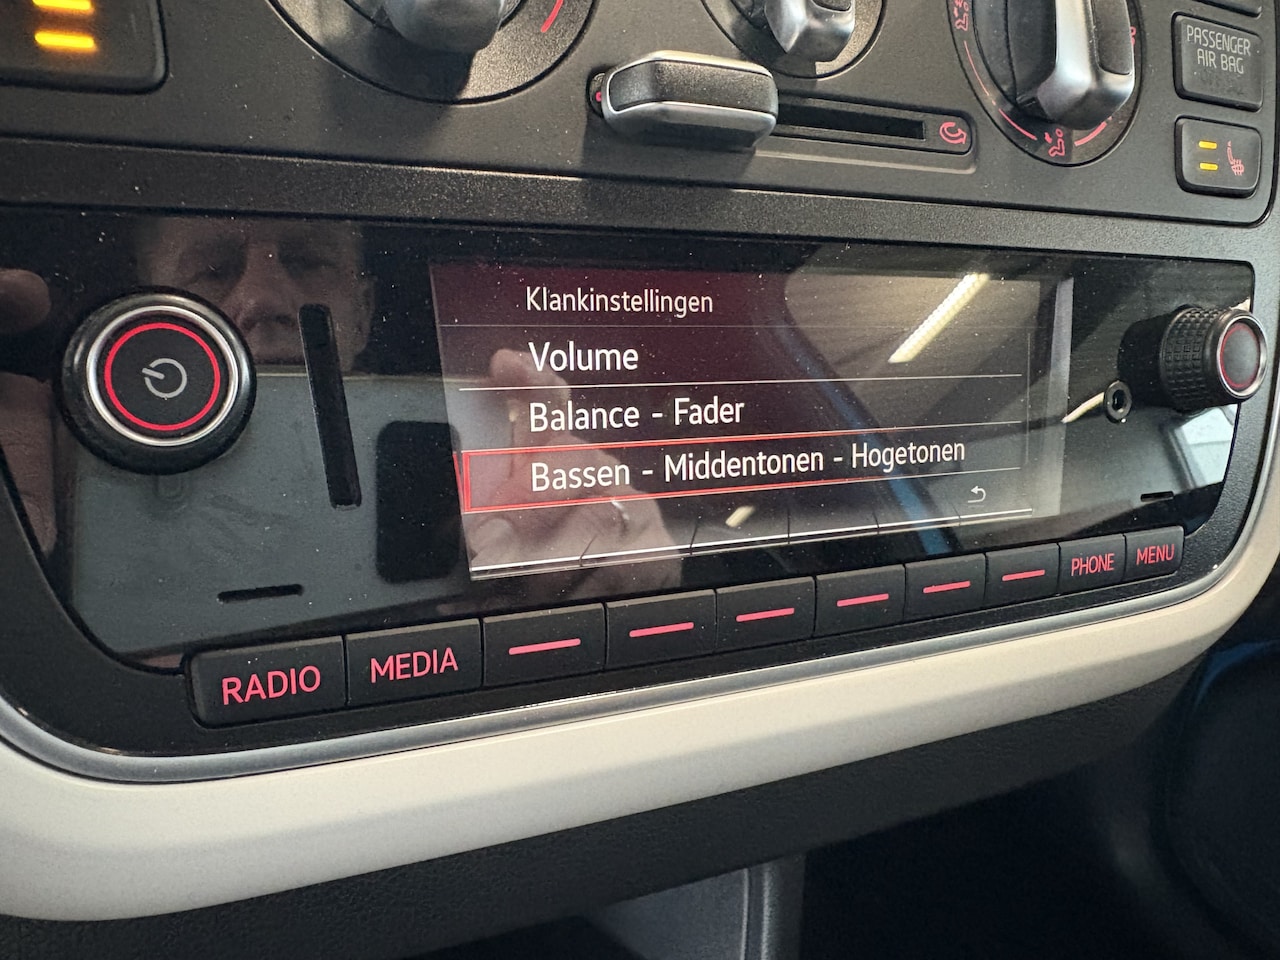 PASSENGER
AIR BAG
Klankinstellingen
Volume
Balance - Fader
Bassen - Middentonen - Hogetonen
RADIO
MEDIA
PHONE
MENU